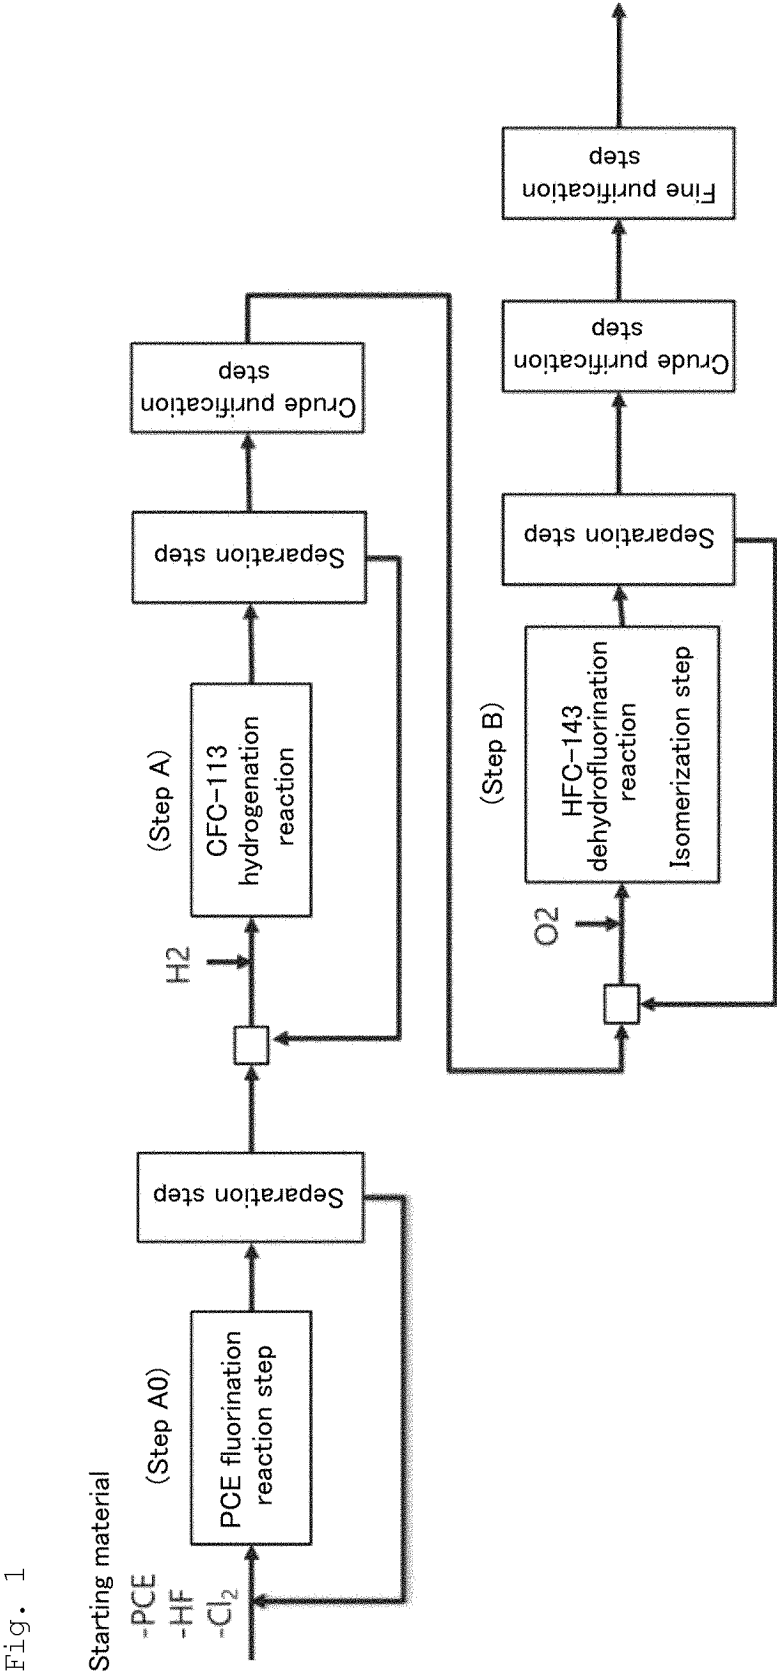 Fig. 1
Starting material
-PCE
-HF
-Cl₂
(Step A0)
PCE fluorination
reaction step
Separation step
H2
(Step A)
CFC-113
hydrogenation
reaction
Separation step
Crude purification
step
O2
(Step B)
HFC-143
dehydrofluorination
reaction
Isomerization step
Separation step
Crude purification
step
Fine purification
step